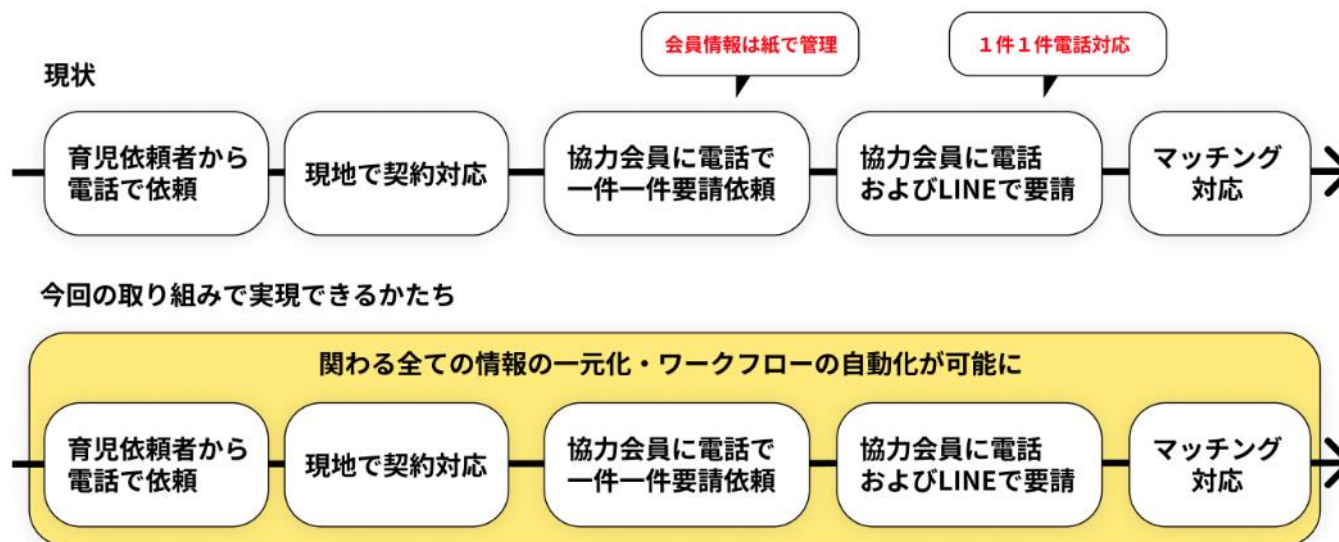 会員情報は紙で管理
１件１件電話対応
現状
育児依頼者から
電話で依頼
現地で契約対応
協力会員に電話で
一件一件要請依頼
協力会員に電話
およびLINEで要請
マッチング
対応
今回の取り組みで実現できるかたち
関わる全ての情報の一元化・ワークフローの自動化が可能に
育児依頼者から
電話で依頼
現地で契約対応
協力会員に電話で
一件一件要請依頼
協力会員に電話
およびLINEで要請
マッチング
対応